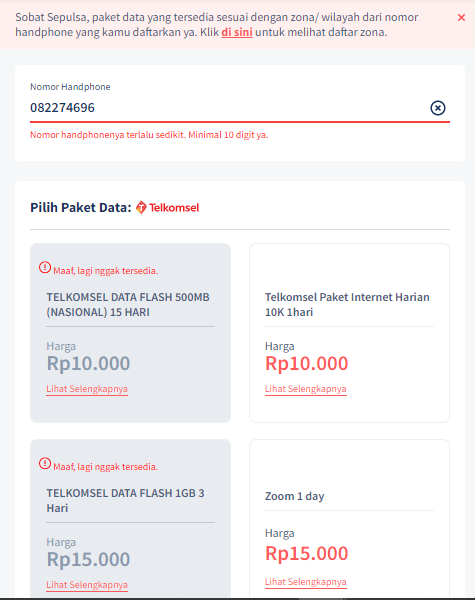 Sobat Sepulsa, paket data yang tersedia sesuai dengan zona/ wilayah dari nomor
handphone yang kamu daftarkan ya. Klik di sini untuk melihat daftar zona.
Nomor Handphone
082274696
Nomor handphonenya terlalu sedikit. Minimal 10 digit ya.
Pilih Paket Data: Telkomsel
Maaf, lagi nggak tersedia.
TELKOMSEL DATA FLASH 500MB
(NASIONAL) 15 HARI
Harga
Rp10.000
Lihat Selengkapnya
Telkomsel Paket Internet Harian
10K 1hari
Harga
Rp10.000
Lihat Selengkapnya
Maaf, lagi nggak tersedia.
TELKOMSEL DATA FLASH 1GB 3
Hari
Harga
Rp15.000
Lihat Selengkapnya
Zoom 1 day
Harga
Rp15.000
Lihat Selengkapnya